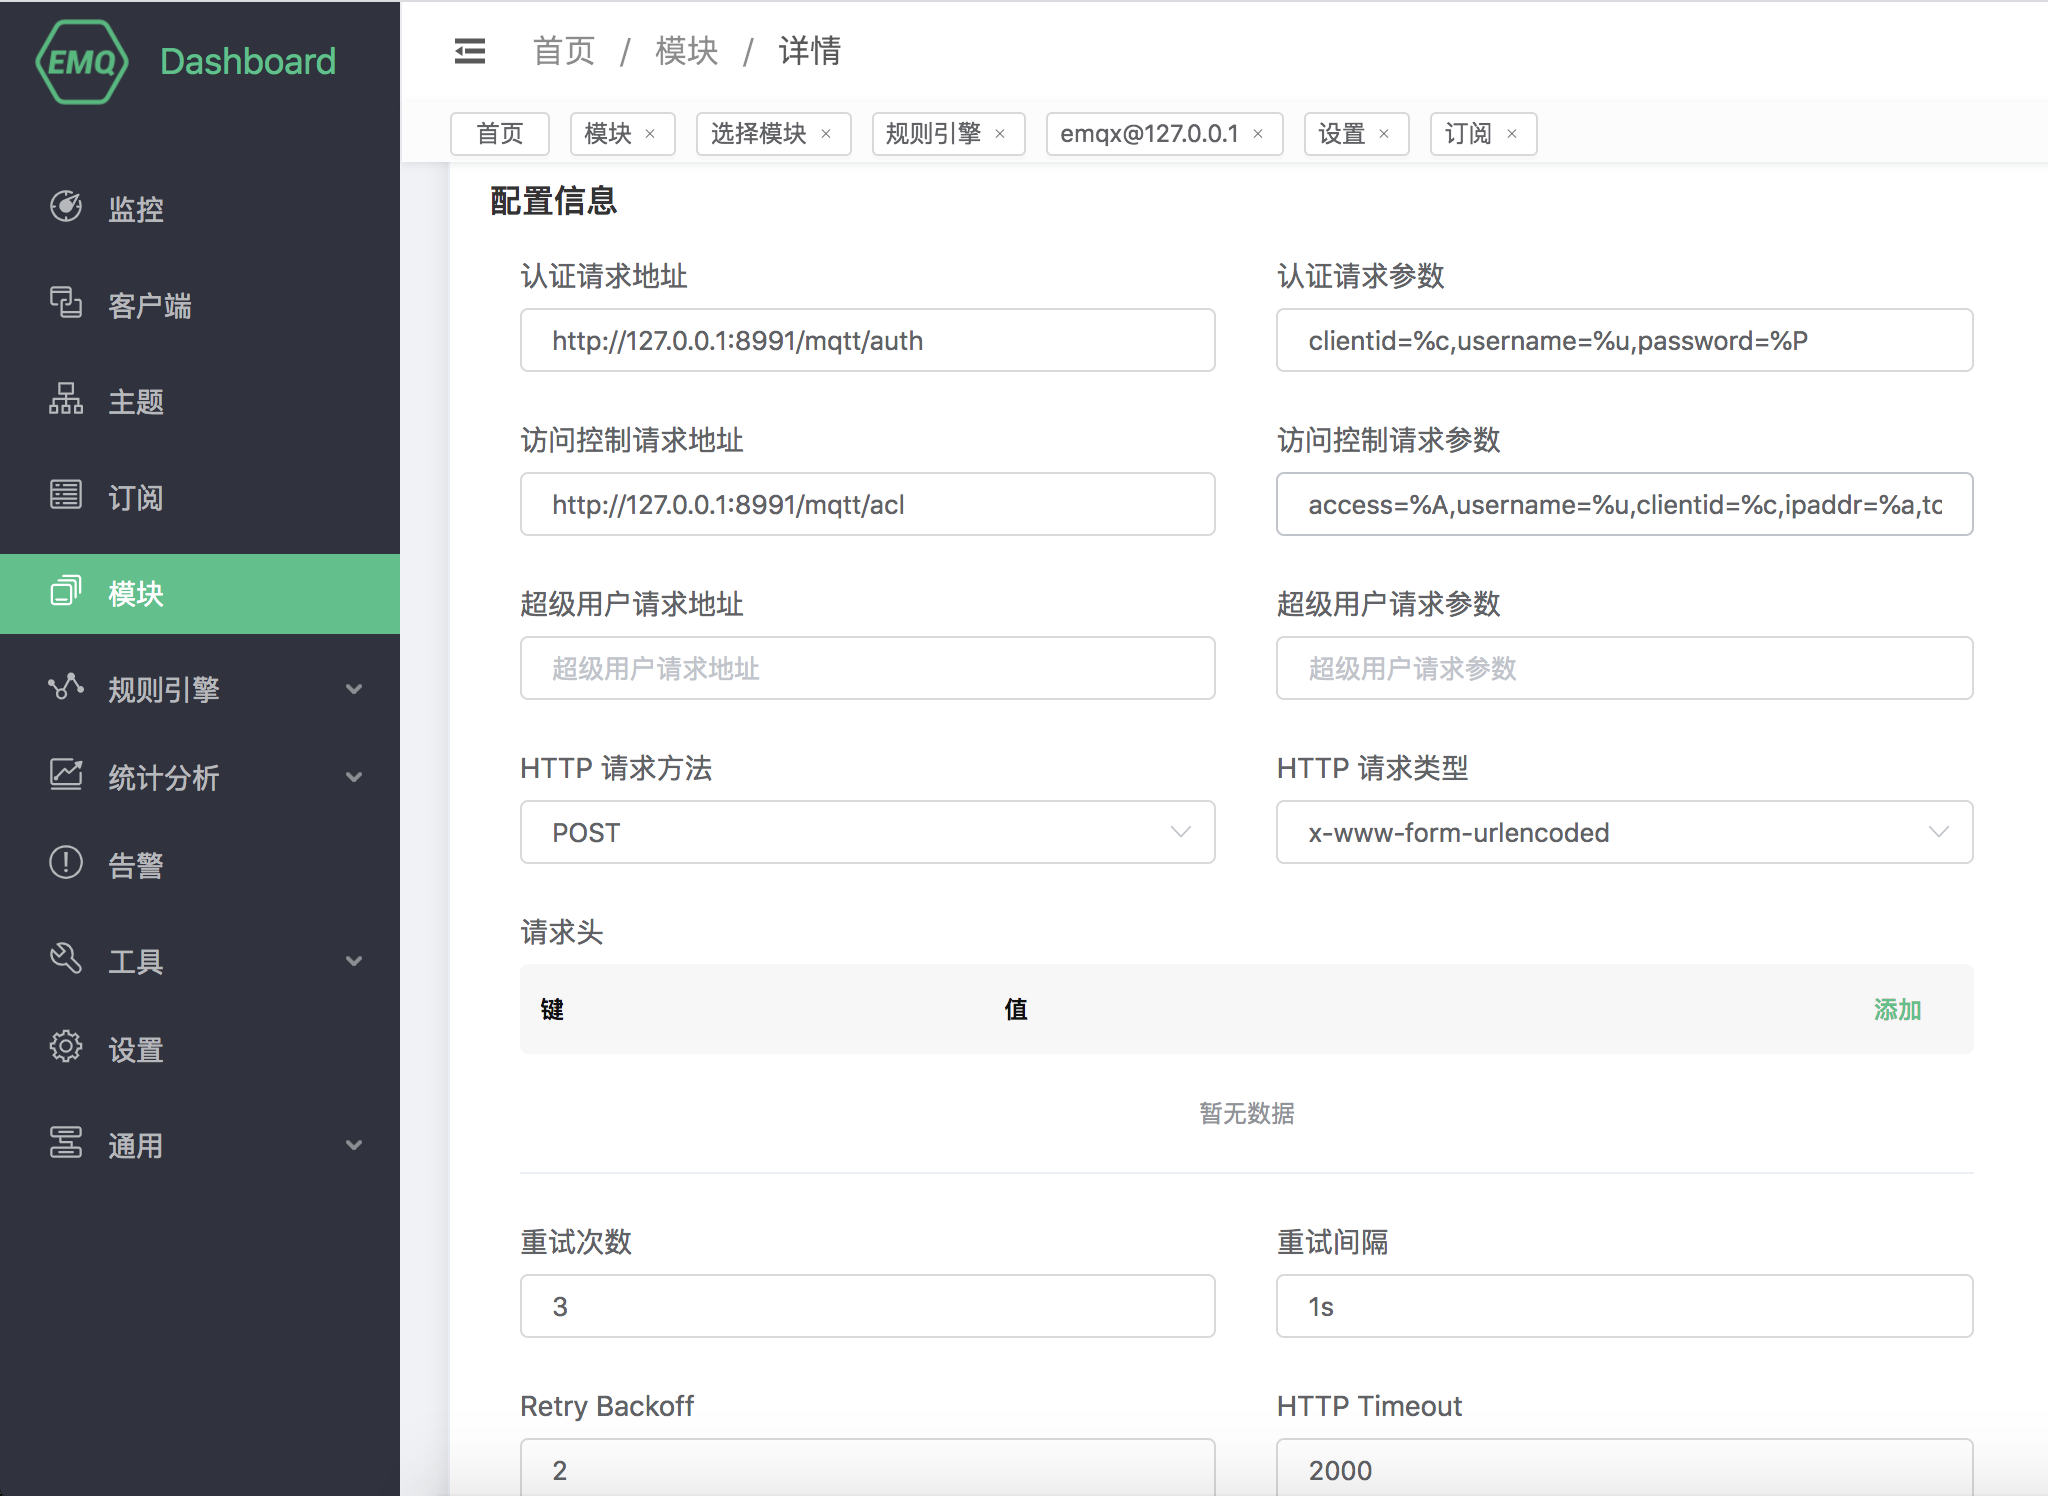 EMQ Dashboard
监控
客户端
主题
订阅
模块
规则引擎
统计分析
告警
工具
设置
通用
首页 / 模块 / 详情
首页 模块 × 选择模块 × 规则引擎 × emqx@127.0.0.1 × 设置 × 订阅 ×
配置信息
认证请求地址 认证请求参数
http://127.0.0.1:8991/mqtt/auth clientid=%c,username=%u,password=%P
访问控制请求地址 访问控制请求参数
http://127.0.0.1:8991/mqtt/acl access=%A,username=%u,clientid=%c,ipaddr=%a,tc
超级用户请求地址 超级用户请求参数
超级用户请求地址 超级用户请求参数
HTTP 请求方法 HTTP 请求类型
POST x-www-form-urlencoded
请求头
键 值 添加
暂无数据
重试次数 重试间隔
3 1s
Retry Backoff HTTP Timeout
2 2000